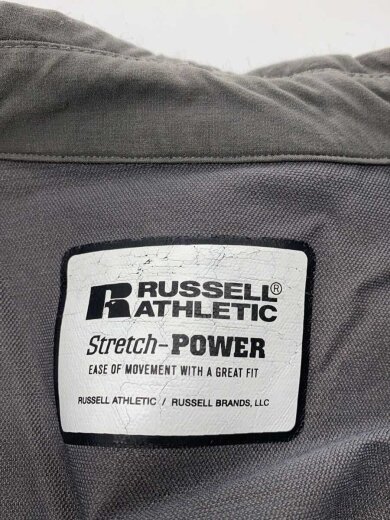 RUSSELL®
ATHLETIC
Stretch-POWER
EASE OF MOVEMENT WITH A GREAT FIT
RUSSELL ATHLETIC / RUSSELL BRANDS, LLC